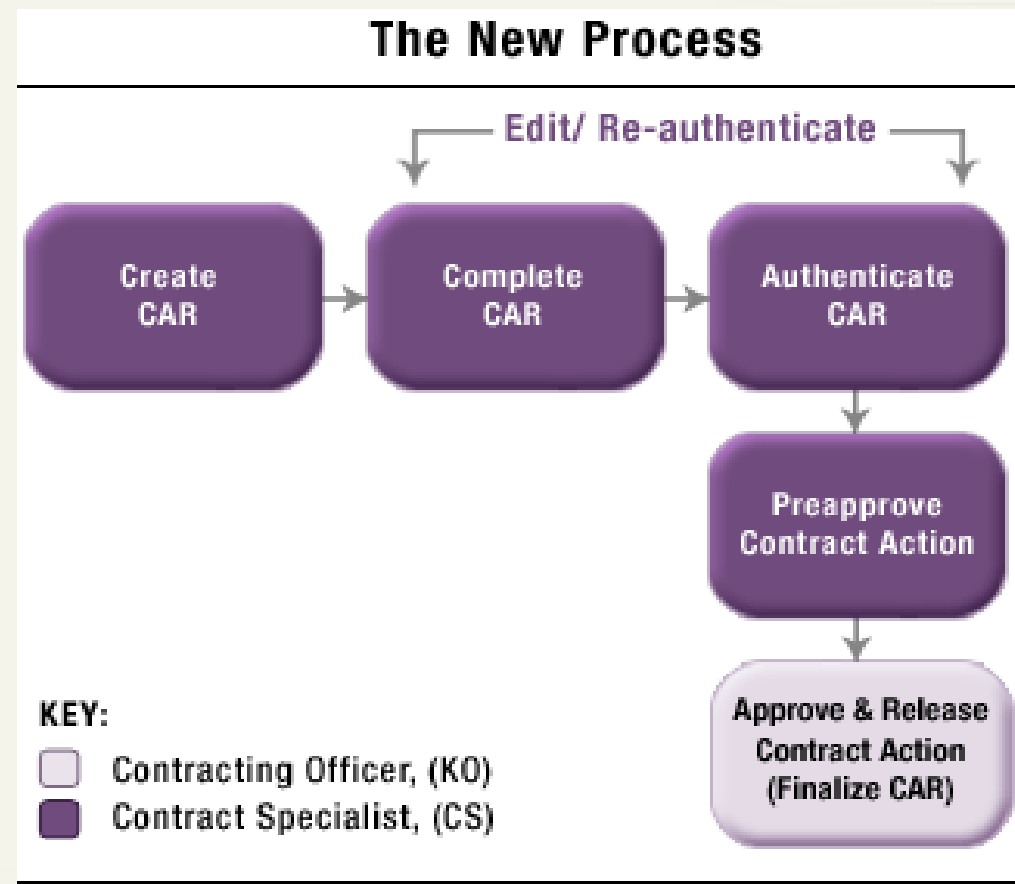 The New Process
Edit/ Re-authenticate
Create
CAR
Complete
CAR
Authenticate
CAR
Preapprove
Contract Action
Approve & Release
Contract Action
(Finalize CAR)
KEY:
Contracting Officer, (KO)
Contract Specialist, (CS)